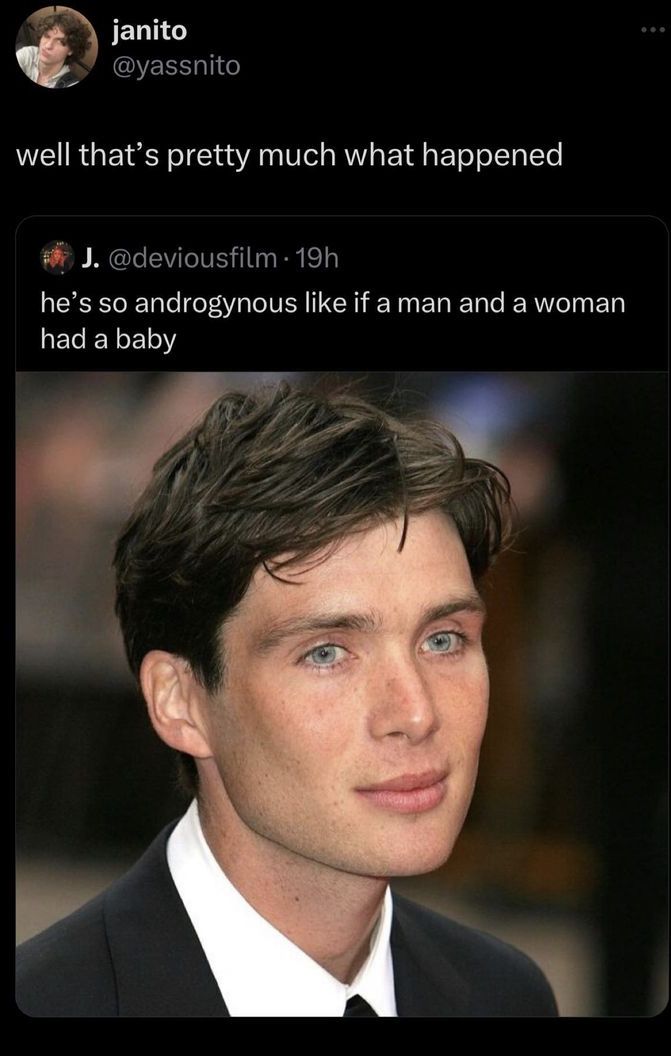 janito
@yassnito
well that’s pretty much what happened
J. @deviousfilm · 19h
he’s so androgynous like if a man and a woman
had a baby